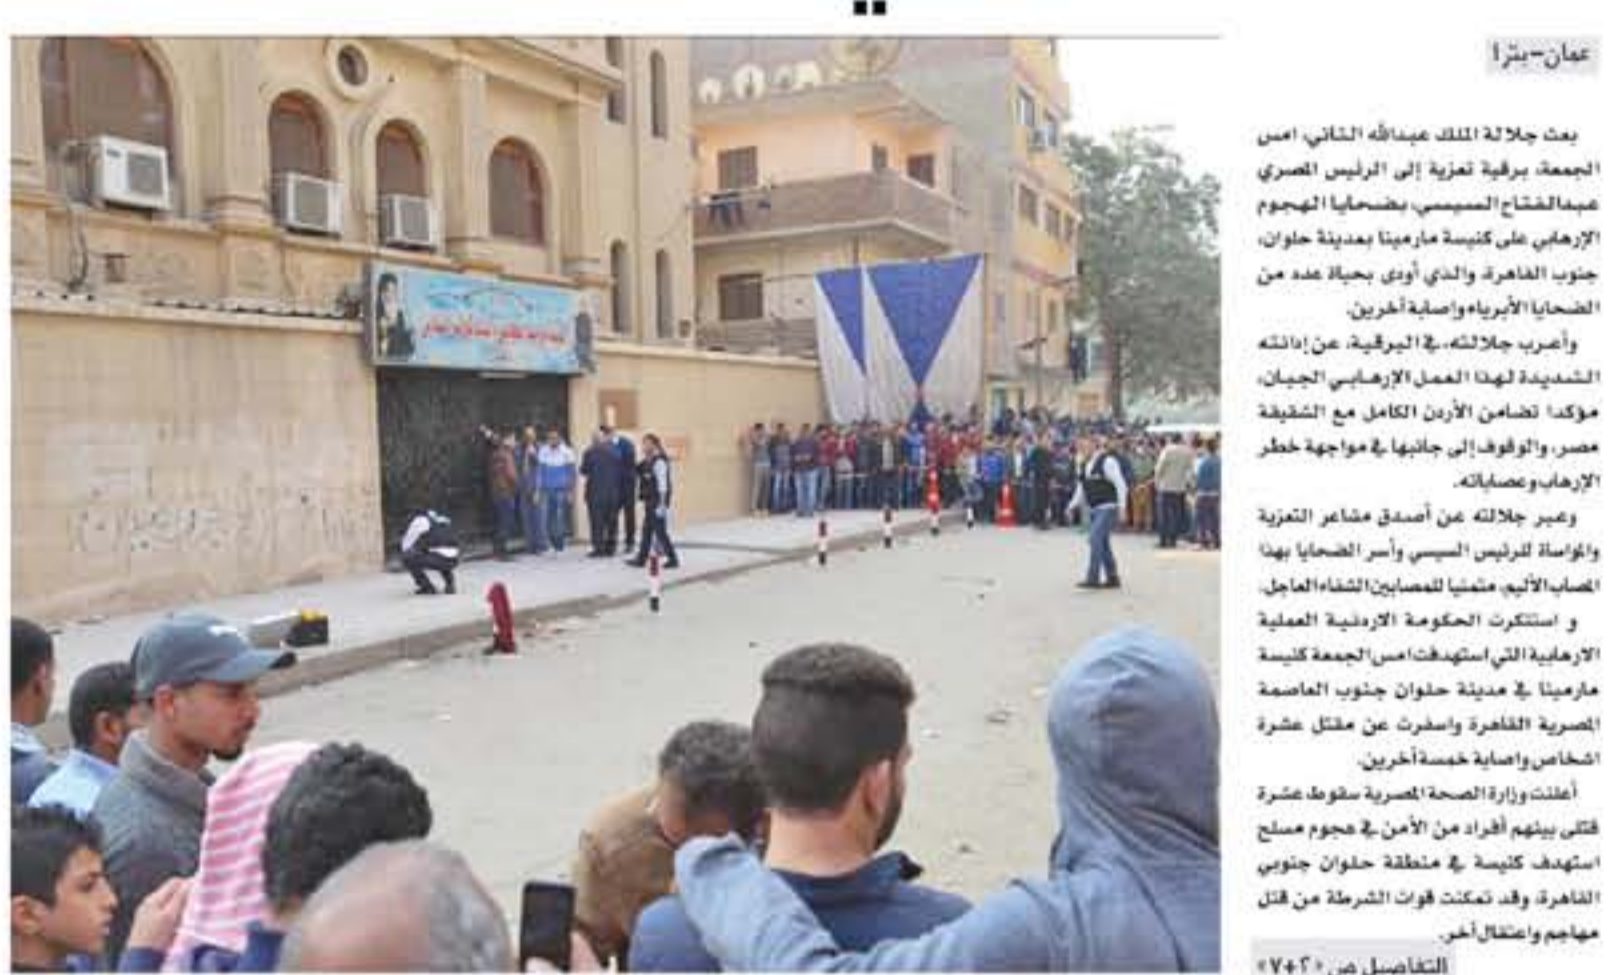 عمان-بترا
بعث جلالة الملك عبدالله الثاني، امس
الجمعة، برقية تعزية إلى الرئيس المصري
عبدالفتاح السيسي، بضحايا الهجوم
الإرهابي على كنيسة مارمينا بمدينة حلوان،
جنوب القاهرة، والذي أودى بحياة عدد من
الضحايا الأبرياء وإصابة آخرين.
وأعرب جلالته، في البرقية، عن إدانته
الشديدة لهذا العمل الإرهابي الجبان،
مؤكدا تضامن الأردن الكامل مع الشقيقة
مصر، والوقوف إلى جانبها في مواجهة خطر
الإرهاب وعصاباته.
وعبر جلالته عن أصدق مشاعر التعزية
والمواساة للرئيس السيسي وأسر الضحايا بهذا
المصاب الأليم، متمنيا للمصابين الشفاء العاجل.
و استنكرت الحكومة الاردنية العملية
الارهابية التي استهدفت امس الجمعة كنيسة
مارمينا في مدينة حلوان جنوب العاصمة
المصرية القاهرة واسفرت عن مقتل عشرة
اشخاص واصابة خمسة آخرين.
أعلنت وزارة الصحة المصرية سقوط عشرة
قتلى بينهم أفراد من الأمن في هجوم مسلح
استهدف كنيسة في منطقة حلوان جنوبي
القاهرة، وقد تمكنت قوات الشرطة من قتل
مهاجم واعتقال آخر.
التفاصيل ص «٢+٧»